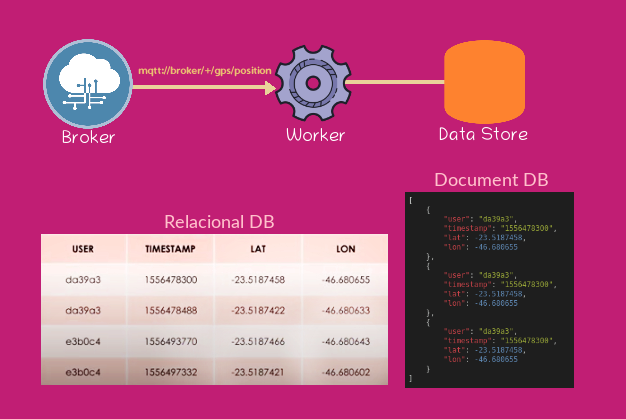 mqtt://broker/+/gps/position
Broker
Worker
Data Store
Relacional DB
USER TIMESTAMP LAT LON
da39a3 1556478300 -23.5187458 -46.680655
da39a3 1556478488 -23.5187422 -46.680633
e3b0c4 1556493770 -23.5187466 -46.680643
e3b0c4 1556497332 -23.5187421 -46.680602
Document DB
[
{
"user": "da39a3",
"timestamp": "1556478300",
"lat": -23.5187458,
"lon": -46.680655
},
{
"user": "da39a3",
"timestamp": "1556478300",
"lat": -23.5187458,
"lon": -46.680655
},
{
"user": "da39a3",
"timestamp": "1556478300",
"lat": -23.5187458,
"lon": -46.680655
}
]